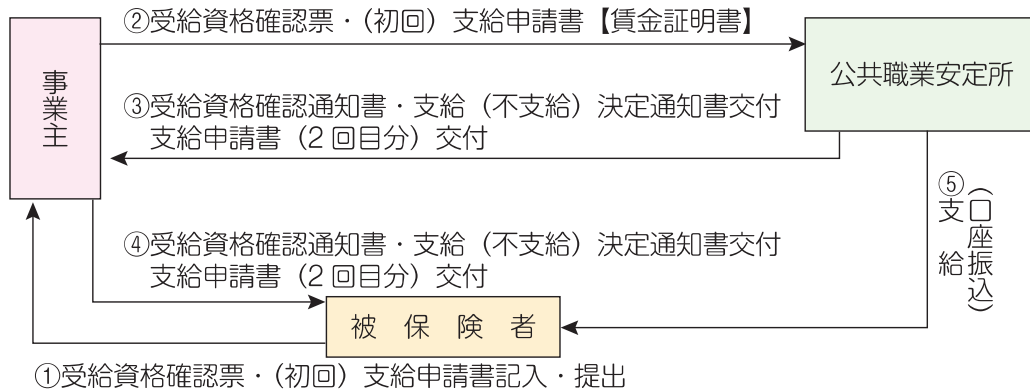 ②受給資格確認票・(初回) 支給申請書【賃金証明書】
事業主
公共職業安定所
③受給資格確認通知書・支給（不支給）決定通知書交付
支給申請書（2 回目分）交付
⑤支　給
（口座振込）
④受給資格確認通知書・支給（不支給）決定通知書交付
支給申請書（2 回目分）交付
被　保　険　者
①受給資格確認票・(初回) 支給申請書記入・提出